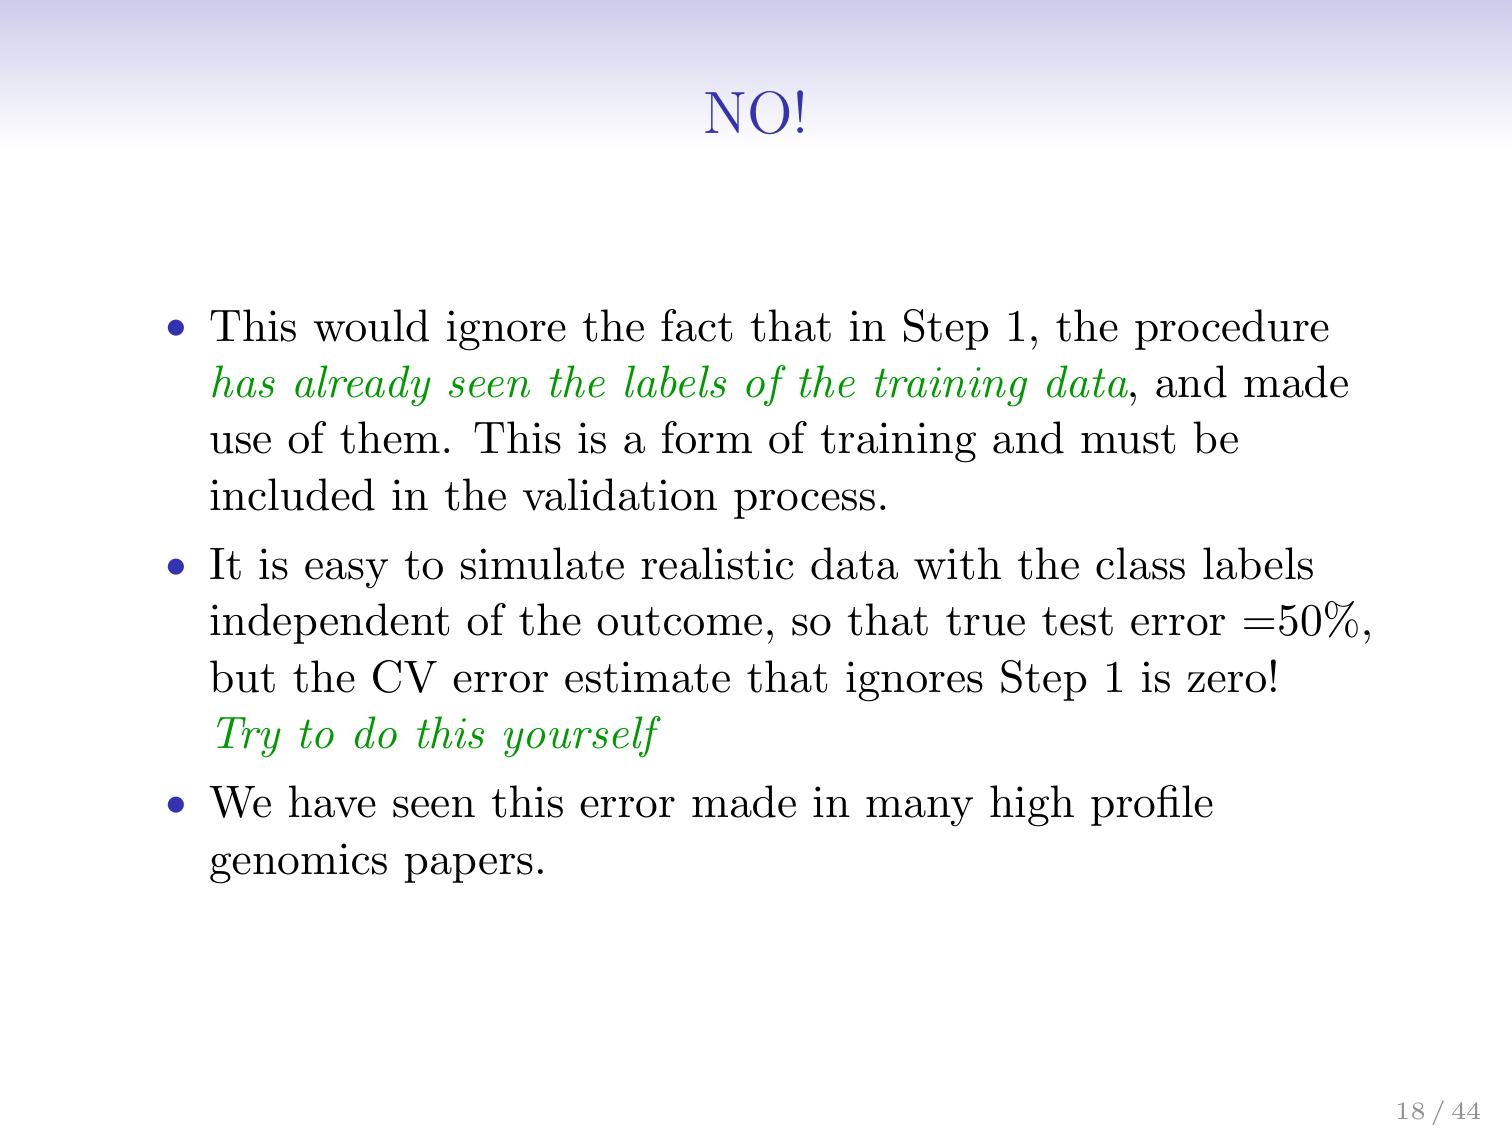 NO!
• This would ignore the fact that in Step 1, the procedure
has already seen the labels of the training data, and made
use of them. This is a form of training and must be
included in the validation process.
• It is easy to simulate realistic data with the class labels
independent of the outcome, so that true test error =50%,
but the CV error estimate that ignores Step 1 is zero!
Try to do this yourself
• We have seen this error made in many high profile
genomics papers.
18 / 44